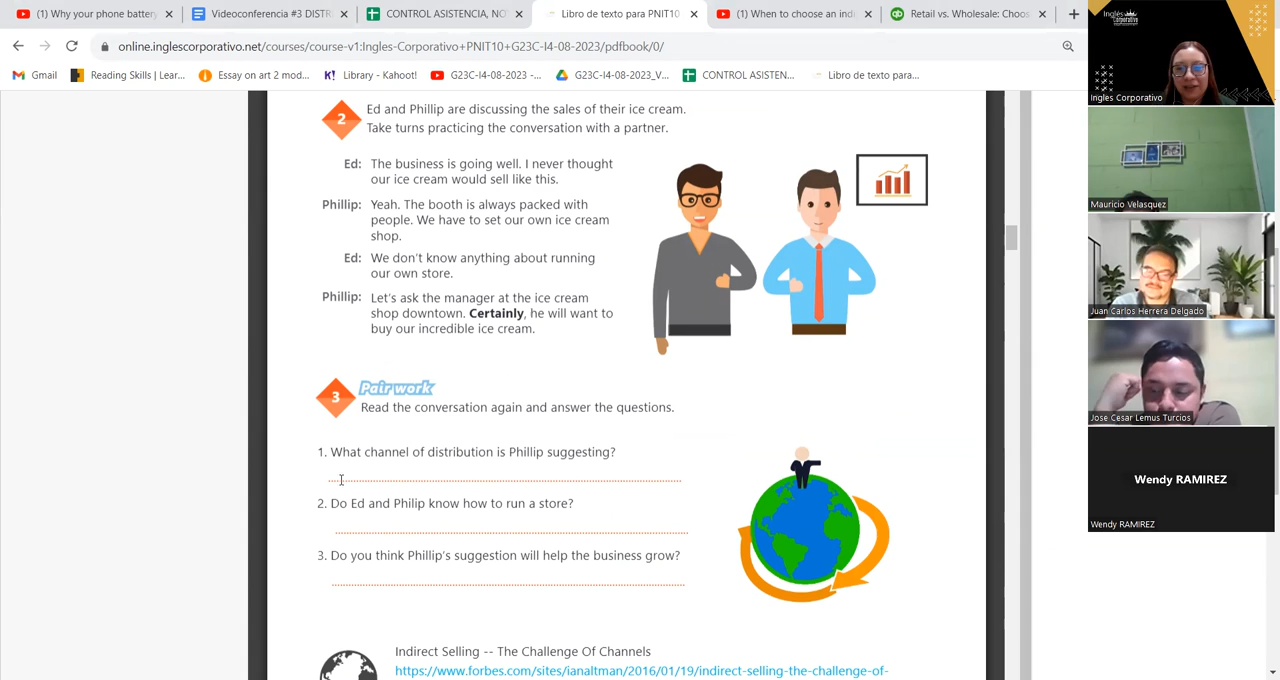 (1) Why your phone battery
Videoconferencia #3 DISTR
CONTROL ASISTENCIA, NO
Libro de texto para PNIT10
(1) When to choose an indi
Retail vs. Wholesale: Choos
online.inglescorporativo.net/courses/course-v1:Ingles-Corporativo+PNIT10+G23C-I4-08-2023/pdfbook/0/
Gmail
Reading Skills | Lear...
Essay on art 2 mod...
Library - Kahoot!
G23C-I4-08-2023 -...
G23C-I4-08-2023_V...
CONTROL ASISTEN...
Libro de texto para...
2
Ed and Phillip are discussing the sales of their ice cream.
Take turns practicing the conversation with a partner.
Ed: The business is going well. I never thought
our ice cream would sell like this.
Phillip: Yeah. The booth is always packed with
people. We have to set our own ice cream
shop.
Ed: We don't know anything about running
our own store.
Phillip: Let's ask the manager at the ice cream
shop downtown. Certainly, he will want to
buy our incredible ice cream.
3
Pair work
Read the conversation again and answer the questions.
1. What channel of distribution is Phillip suggesting?
2. Do Ed and Philip know how to run a store?
3. Do you think Phillip's suggestion will help the business grow?
Indirect Selling -- The Challenge Of Channels
https://www.forbes.com/sites/ianaltman/2016/01/19/indirect-selling-the-challenge-of-
Inglés
Corporativo
Ingles Corporativo
Mauricio Velasquez
Juan Carlos Herrera Delgado
Jose Cesar Lemus Turcios
Wendy RAMIREZ
Wendy RAMIREZ